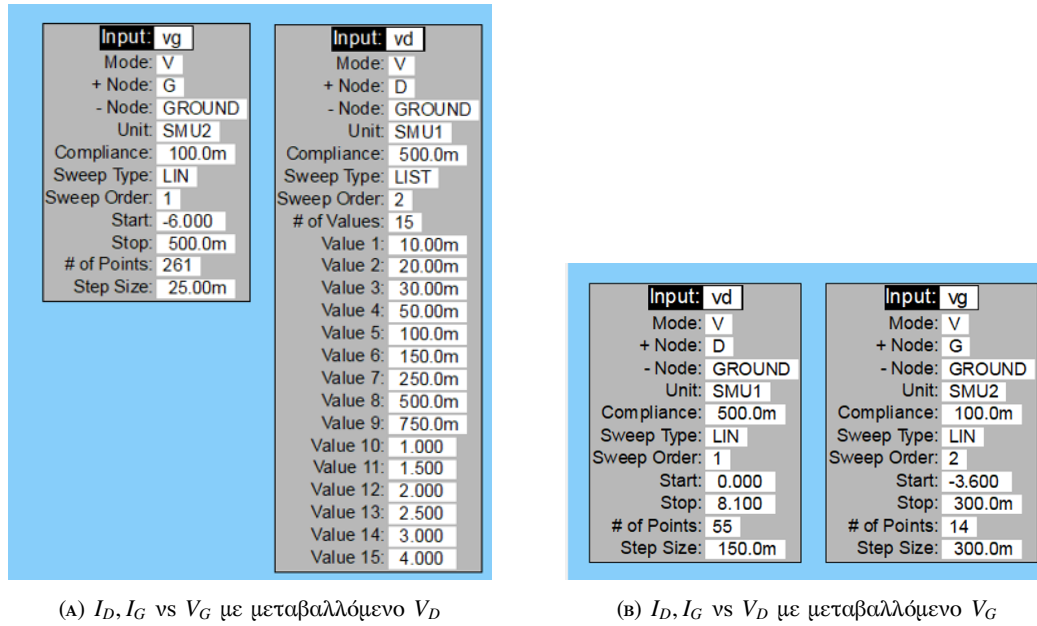 Input: vg
Mode: V
+ Node: G
- Node: GROUND
Unit: SMU2
Compliance: 100.0m
Sweep Type: LIN
Sweep Order: 1
Start: -6.000
Stop: 500.0m
# of Points: 261
Step Size: 25.00m
Input: vd
Mode: V
+ Node: D
- Node: GROUND
Unit: SMU1
Compliance: 500.0m
Sweep Type: LIST
Sweep Order: 2
# of Values: 15
Value 1: 10.00m
Value 2: 20.00m
Value 3: 30.00m
Value 4: 50.00m
Value 5: 100.0m
Value 6: 150.0m
Value 7: 250.0m
Value 8: 500.0m
Value 9: 750.0m
Value 10: 1.000
Value 11: 1.500
Value 12: 2.000
Value 13: 2.500
Value 14: 3.000
Value 15: 4.000
(A) I_D, I_G vs V_G με μεταβαλλόμενο V_D
Input: vd
Mode: V
+ Node: D
- Node: GROUND
Unit: SMU1
Compliance: 500.0m
Sweep Type: LIN
Sweep Order: 1
Start: 0.000
Stop: 8.100
# of Points: 55
Step Size: 150.0m
Input: vg
Mode: V
+ Node: G
- Node: GROUND
Unit: SMU2
Compliance: 100.0m
Sweep Type: LIN
Sweep Order: 2
Start: -3.600
Stop: 300.0m
# of Points: 14
Step Size: 300.0m
(B) I_D, I_G vs V_D με μεταβαλλόμενο V_G